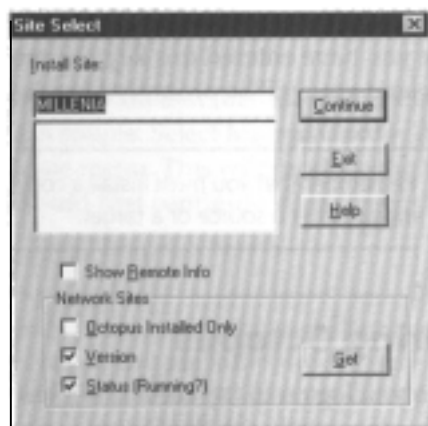 Site Select
Install Site:
MILLENIA
Continue
Exit
Help
Show Remote Info
Network Sites
Octopus Installed Only
Version
Get
Status (Running?)